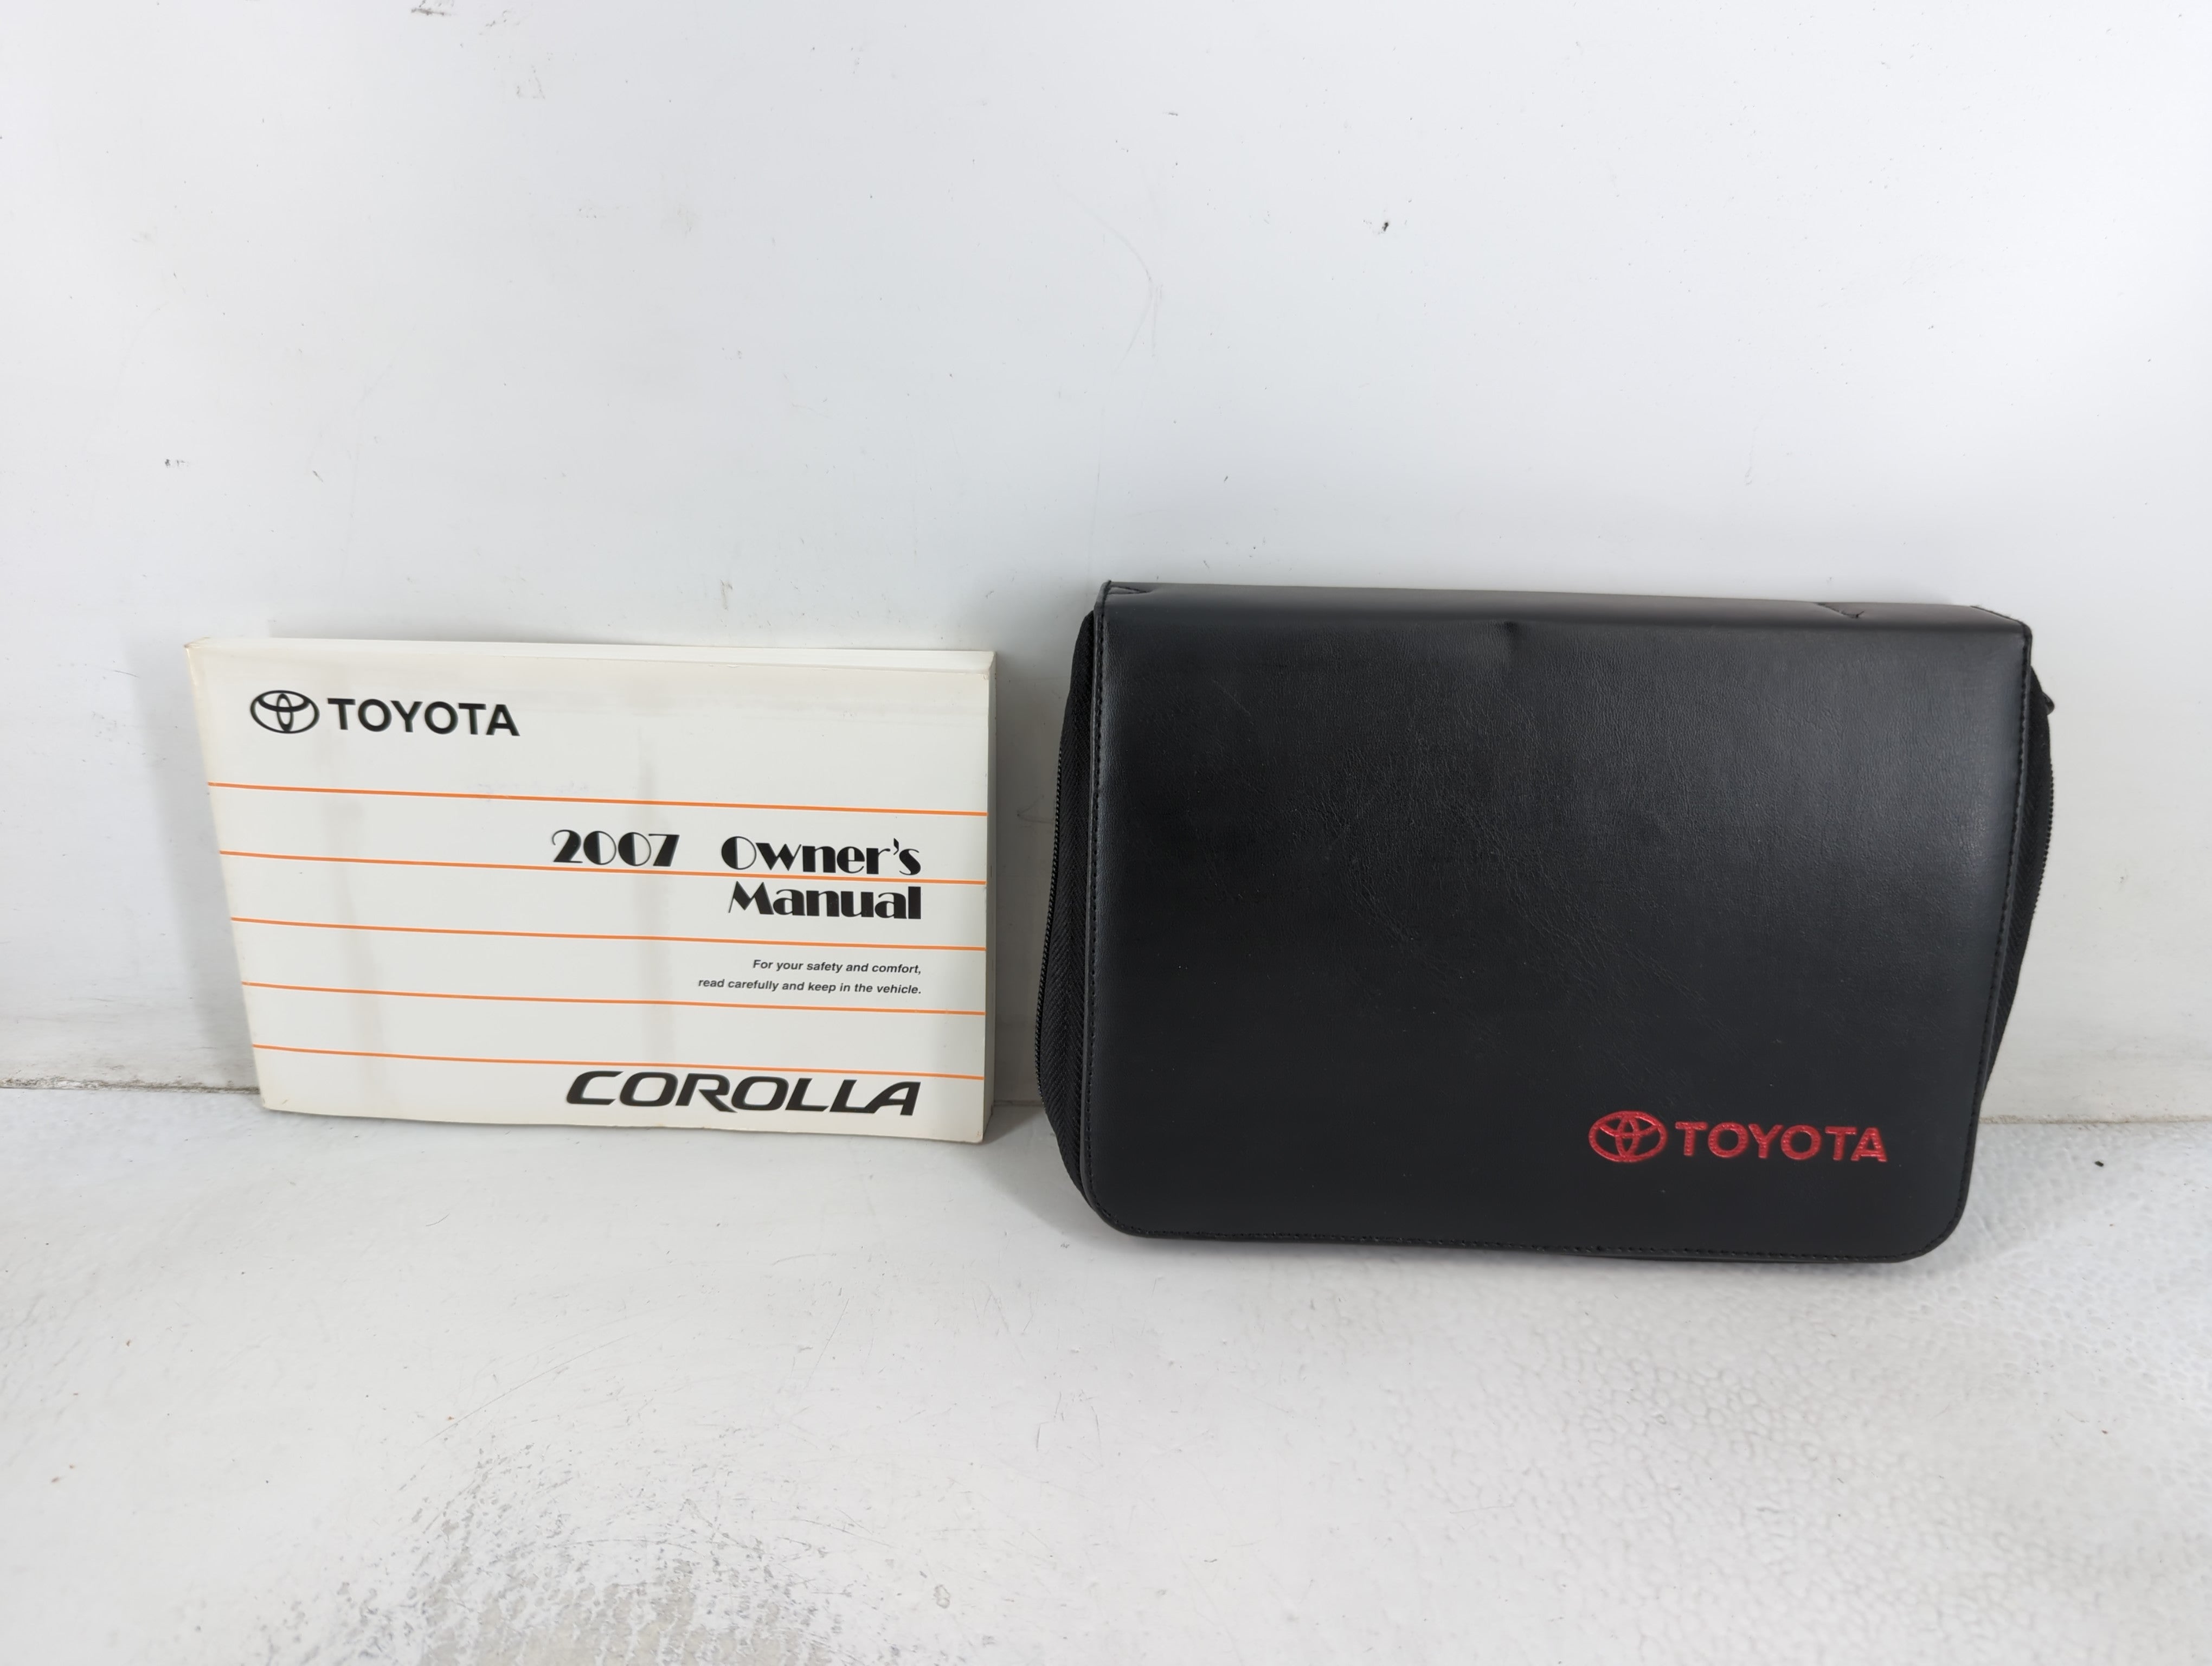 TOYOTA
2007 Owner's
Manual
For your safety and comfort,
read carefully and keep in the vehicle.
COROLLA
TOYOTA